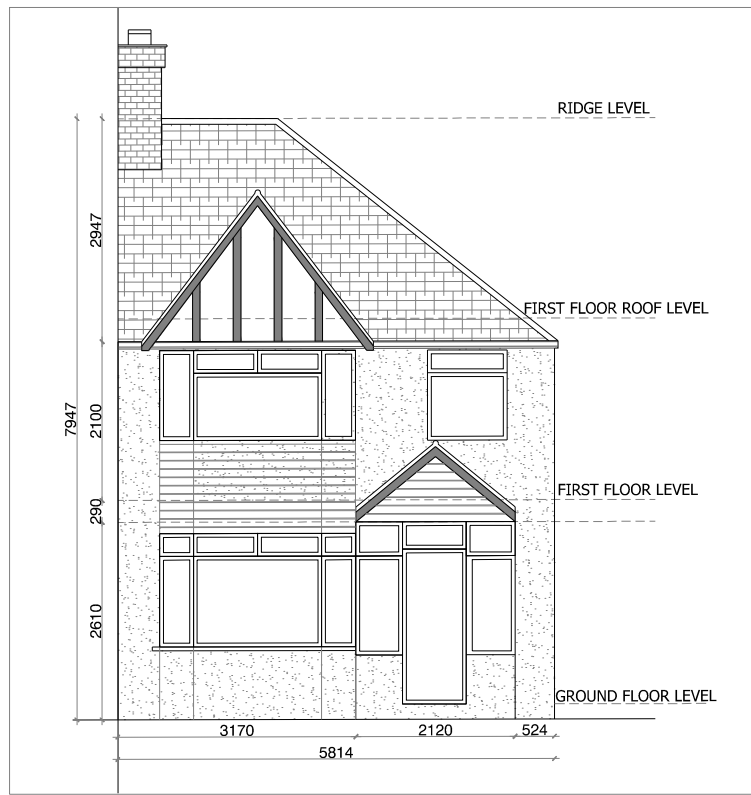 RIDGE LEVEL
2947
FIRST FLOOR ROOF LEVEL
7947
2100
FIRST FLOOR LEVEL
290
2610
GROUND FLOOR LEVEL
3170
2120
524
5814